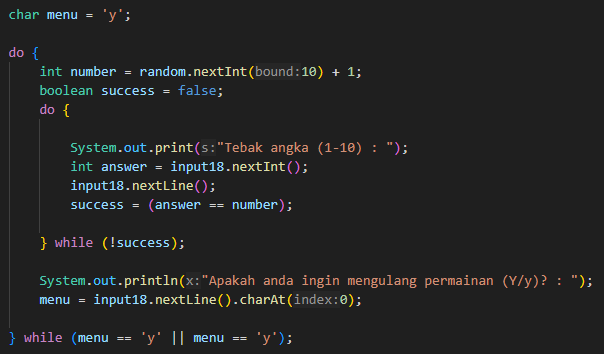 char menu = 'y';
do {
int number = random.nextInt(bound:10) + 1;
boolean success = false;
do {
System.out.print(s:"Tebak angka (1-10) : ");
int answer = input18.nextInt();
input18.nextLine();
success = (answer == number);
} while (!success);
System.out.println(x:"Apakah anda ingin mengulang permainan (Y/y)? : ");
menu = input18.nextLine().charAt(index:0);
} while (menu == 'y' || menu == 'y');